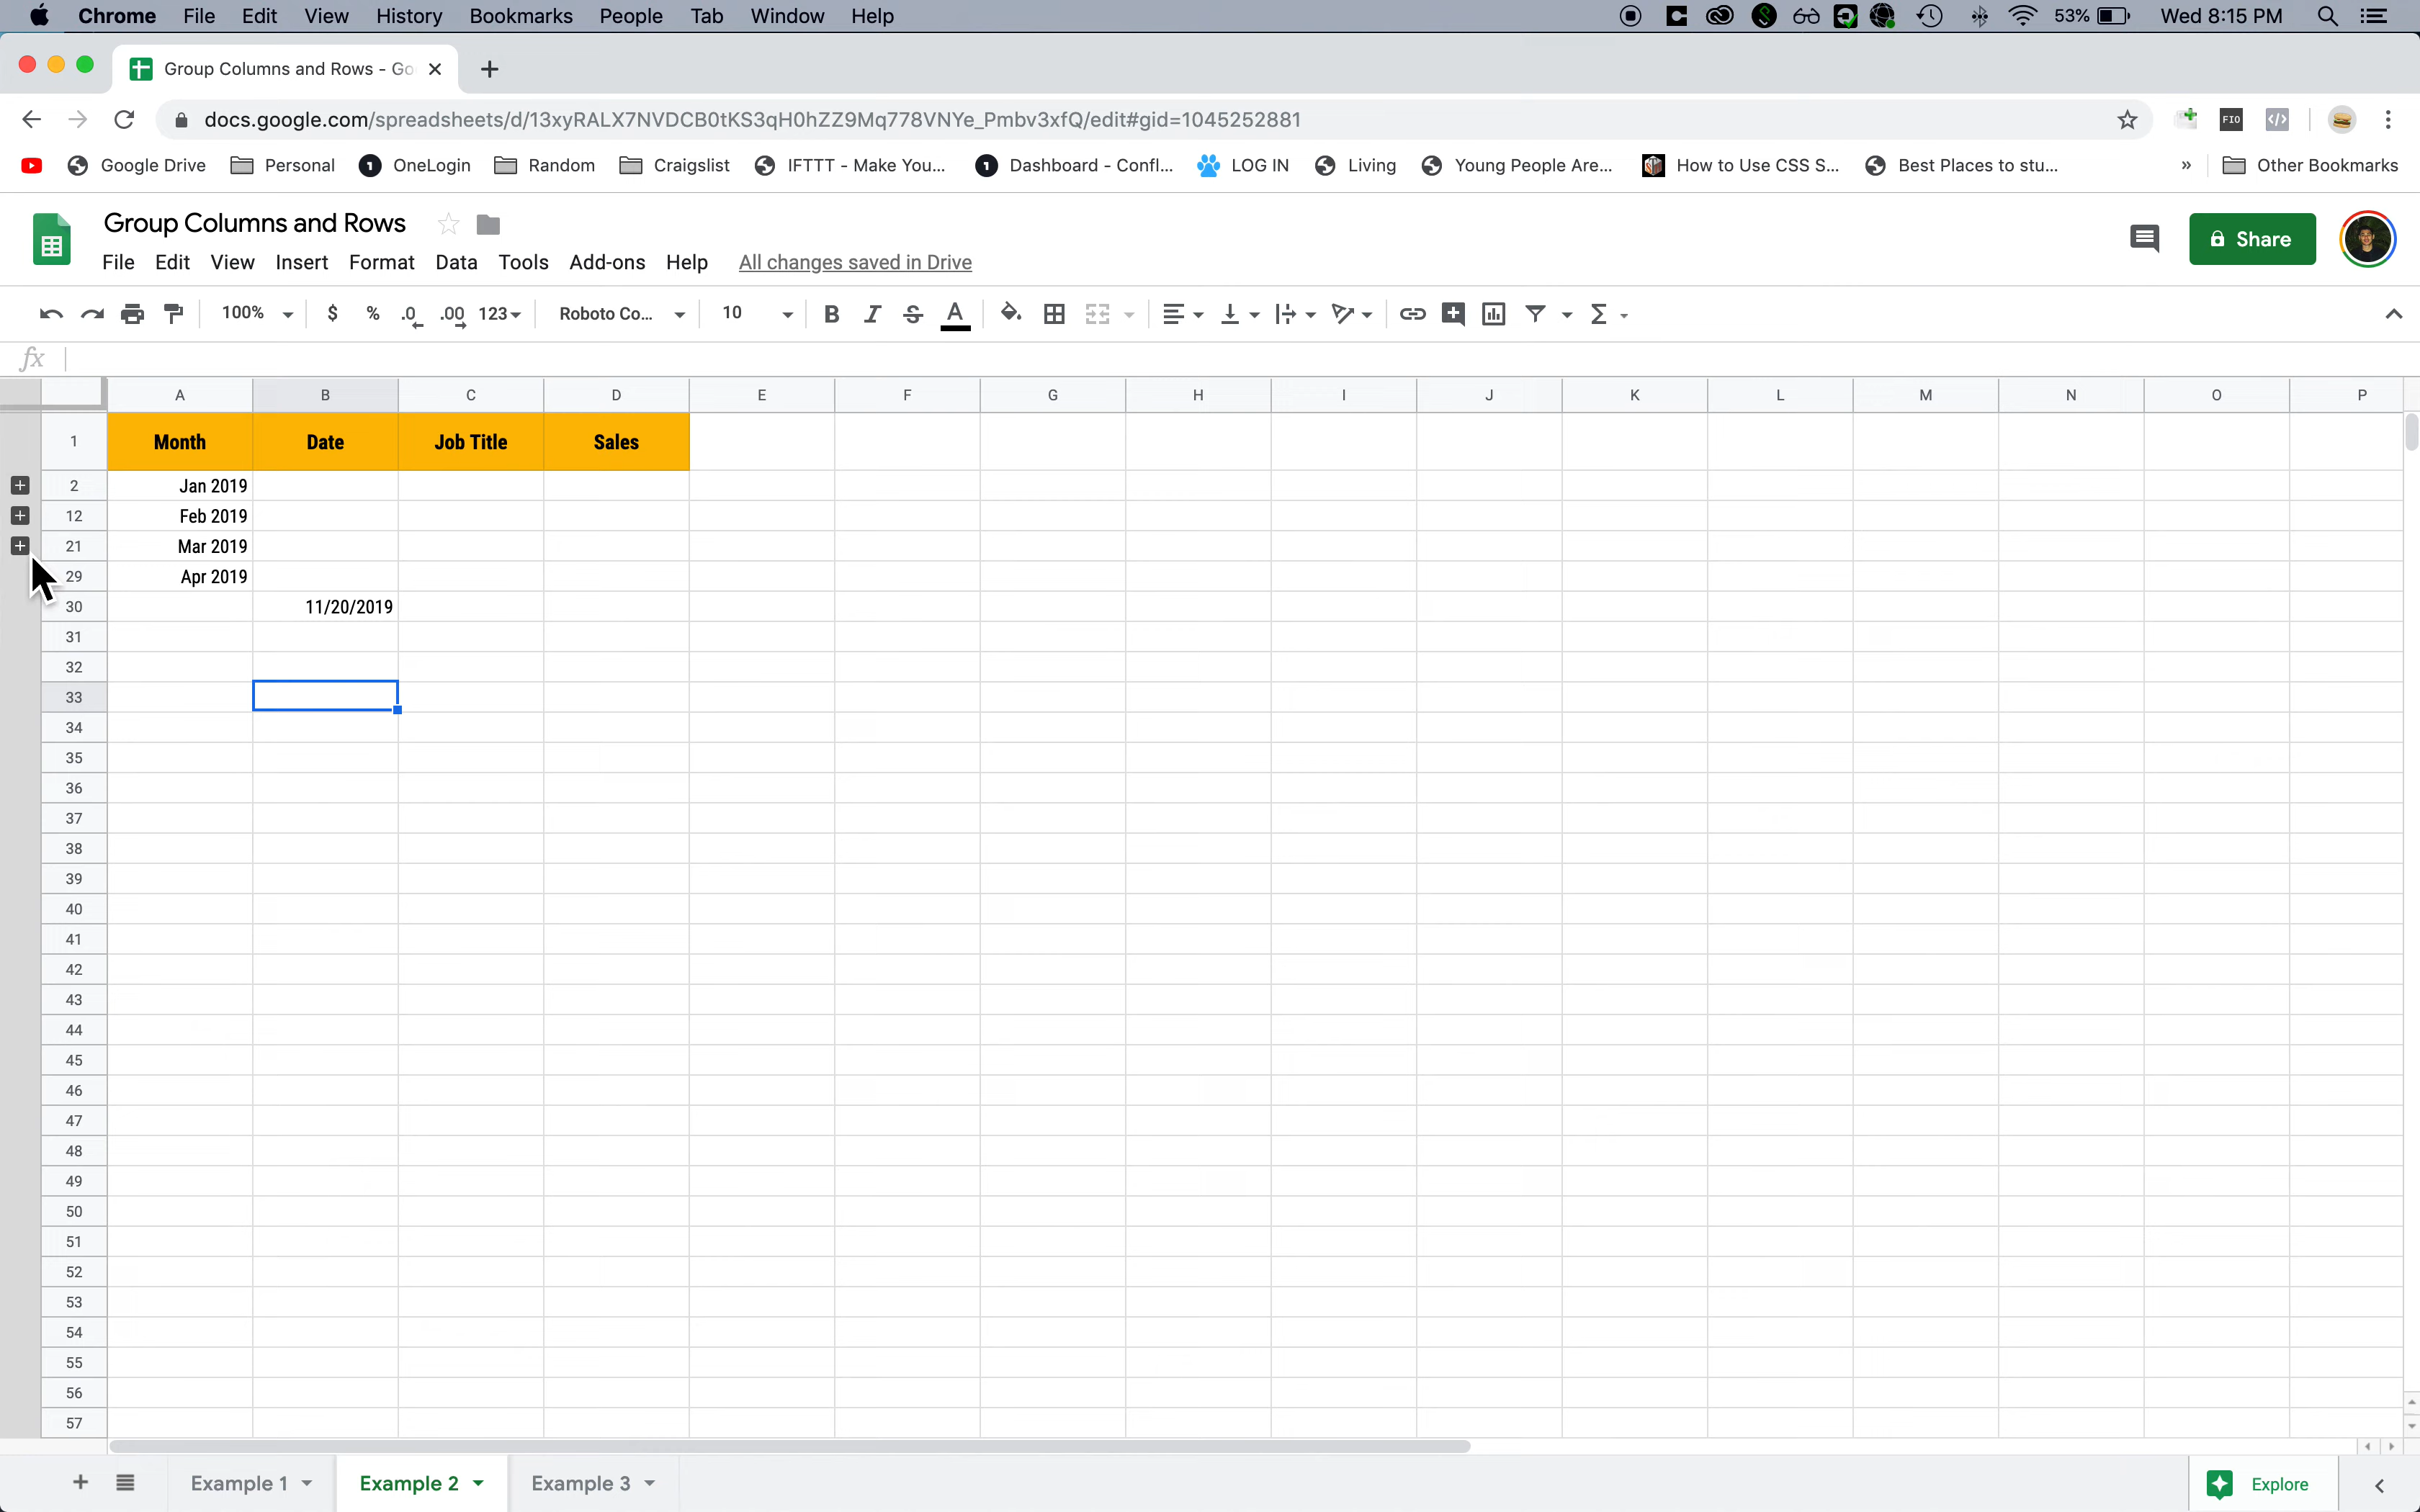 Chrome File Edit View History Bookmarks People Tab Window Help 53% Wed 8:15 PM
Group Columns and Rows - Go
docs.google.com/spreadsheets/d/13xyRALX7NVDCB0tKS3qH0hZZ9Mq778VNYe_Pmbv3xfQ/edit#gid=1045252881 FIO
Google Drive Personal 1 OneLogin Random Craigslist IFTTT - Make You... 1 Dashboard - Confl... LOG IN Living Young People Are... How to Use CSS S... Best Places to stu... » Other Bookmarks
Group Columns and Rows
File Edit View Insert Format Data Tools Add-ons Help All changes saved in Drive Share
100% $ % .0 .00 123 Roboto Co... 10 B I S A Σ
fx
A B C D E F G H I J K L M N O P
1 Month Date Job Title Sales
2 Jan 2019
12 Feb 2019
21 Mar 2019
29 Apr 2019
30 11/20/2019
31
32
33
34
35
36
37
38
39
40
41
42
43
44
45
46
47
48
49
50
51
52
53
54
55
56
57
+ Example 1 Example 2 Example 3 Explore